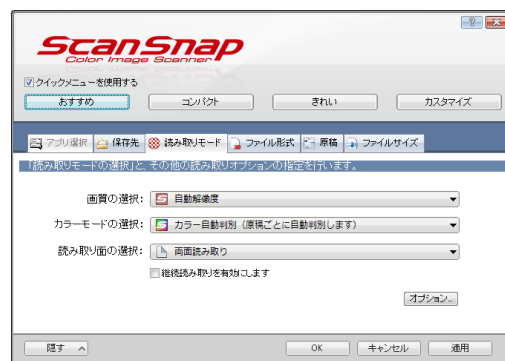 ScanSnap
Color Image Scanner
クイックメニューを使用する
おすすめ コンパクト きれい カスタマイズ
アプリ選択 保存先 読み取りモード ファイル形式 原稿 ファイルサイズ
「読み取りモードの選択」と、その他の読み取りオプションの指定を行います。
画質の選択: 自動解像度
カラーモードの選択: カラー自動判別(原稿ごとに自動判別します)
読み取り面の選択: 両面読み取り
継続読み取りを有効にします
オプション...
隠す OK キャンセル 適用